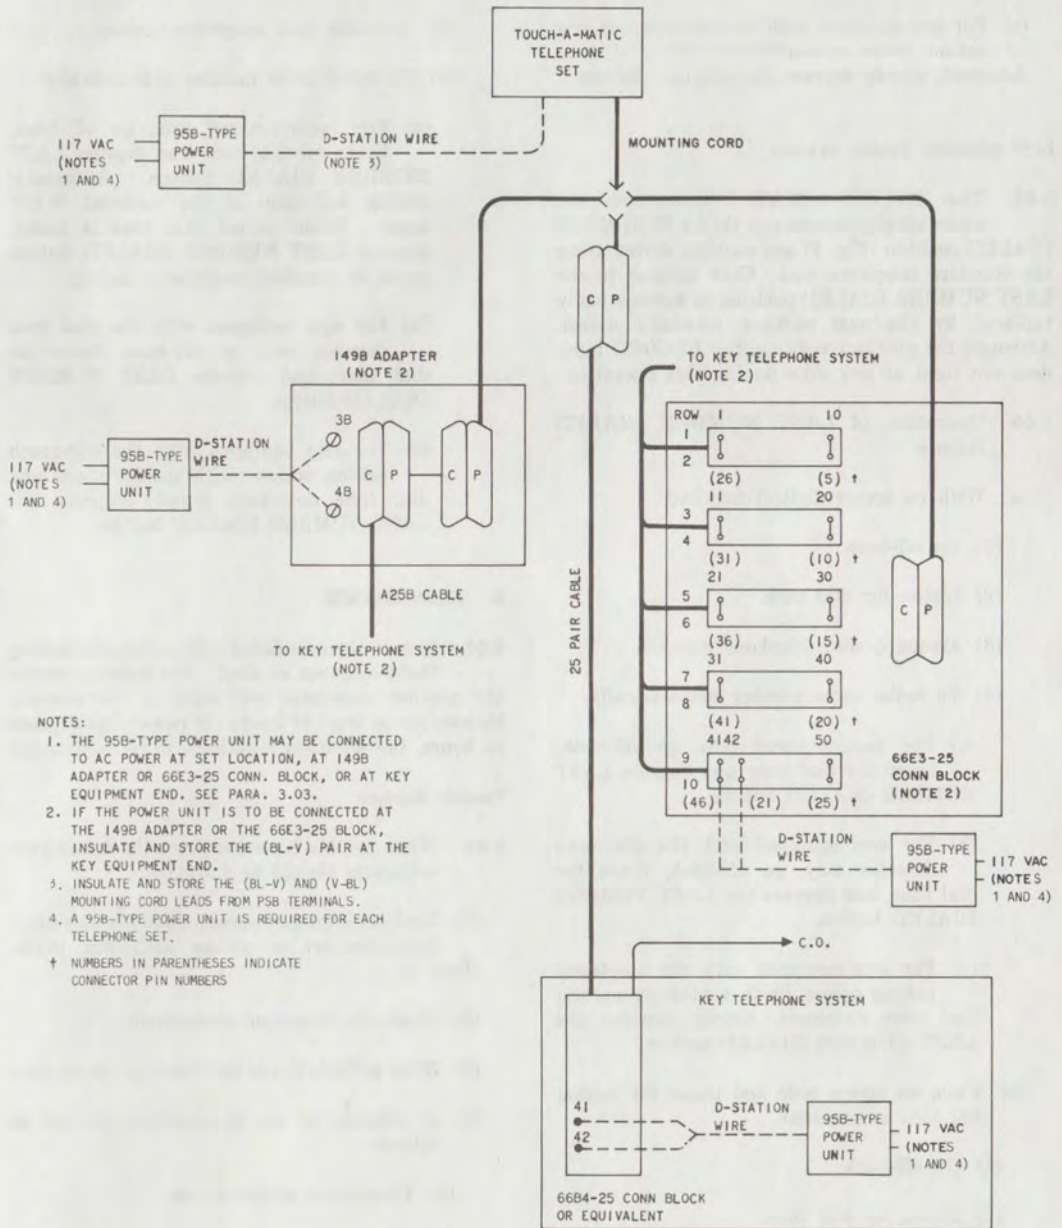 TOUCH-A-MATIC
TELEPHONE
SET
117 VAC
(NOTES
1 AND 4)
95B-TYPE
POWER
UNIT
D-STATION WIRE
(NOTE 3)
MOUNTING CORD
C P
149B ADAPTER
(NOTE 2)
117 VAC
(NOTES
1 AND 4)
95B-TYPE
POWER
UNIT
D-STATION
WIRE
3B
4B
C P
C P
A25B CABLE
TO KEY TELEPHONE SYSTEM
(NOTE 2)
25 PAIR CABLE
TO KEY TELEPHONE SYSTEM
(NOTE 2)
ROW 1 10
1
2
(26) (5) †
11 20
3
4
(31) (10) †
21 30
5
6
(36) (15) †
31 40
7
8
(41) (20) †
41 42 50
9
10
(46) (21) (25) †
C P
66E3-25
CONN BLOCK
(NOTE 2)
D-STATION
WIRE
95B-TYPE
POWER
UNIT
117 VAC
(NOTES
1 AND 4)
NOTES:
1. THE 95B-TYPE POWER UNIT MAY BE CONNECTED
TO AC POWER AT SET LOCATION, AT 149B
ADAPTER OR 66E3-25 CONN. BLOCK, OR AT KEY
EQUIPMENT END. SEE PARA. 3.03.
2. IF THE POWER UNIT IS TO BE CONNECTED AT
THE 149B ADAPTER OR THE 66E3-25 BLOCK,
INSULATE AND STORE THE (BL-V) PAIR AT THE
KEY EQUIPMENT END.
3. INSULATE AND STORE THE (BL-V) AND (V-BL)
MOUNTING CORD LEADS FROM PSB TERMINALS.
4. A 95B-TYPE POWER UNIT IS REQUIRED FOR EACH
TELEPHONE SET.
† NUMBERS IN PARENTHESES INDICATE
CONNECTOR PIN NUMBERS
C.O.
KEY TELEPHONE SYSTEM
41
42
D-STATION
WIRE
95B-TYPE
POWER
UNIT
117 VAC
(NOTES
1 AND 4)
66B4-25 CONN BLOCK
OR EQUIVALENT